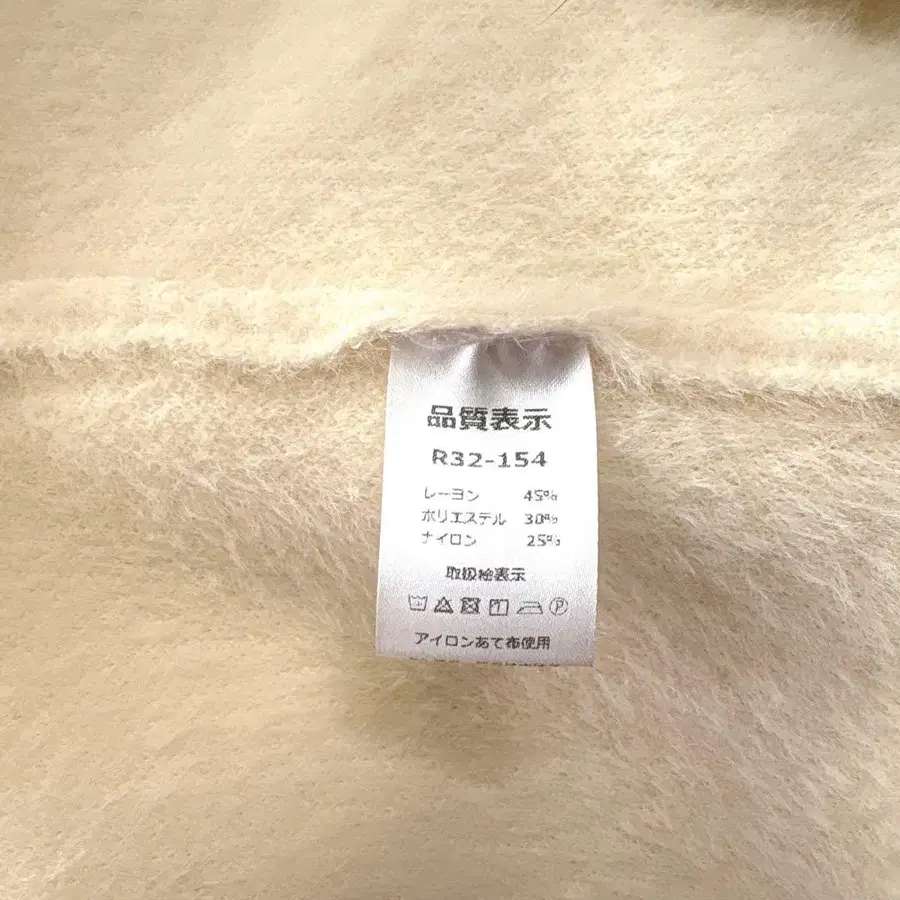 品質表示
R32-154
レーヨン 45%
ポリエステル 30%
ナイロン 25%
取扱絵表示
アイロンあて布使用